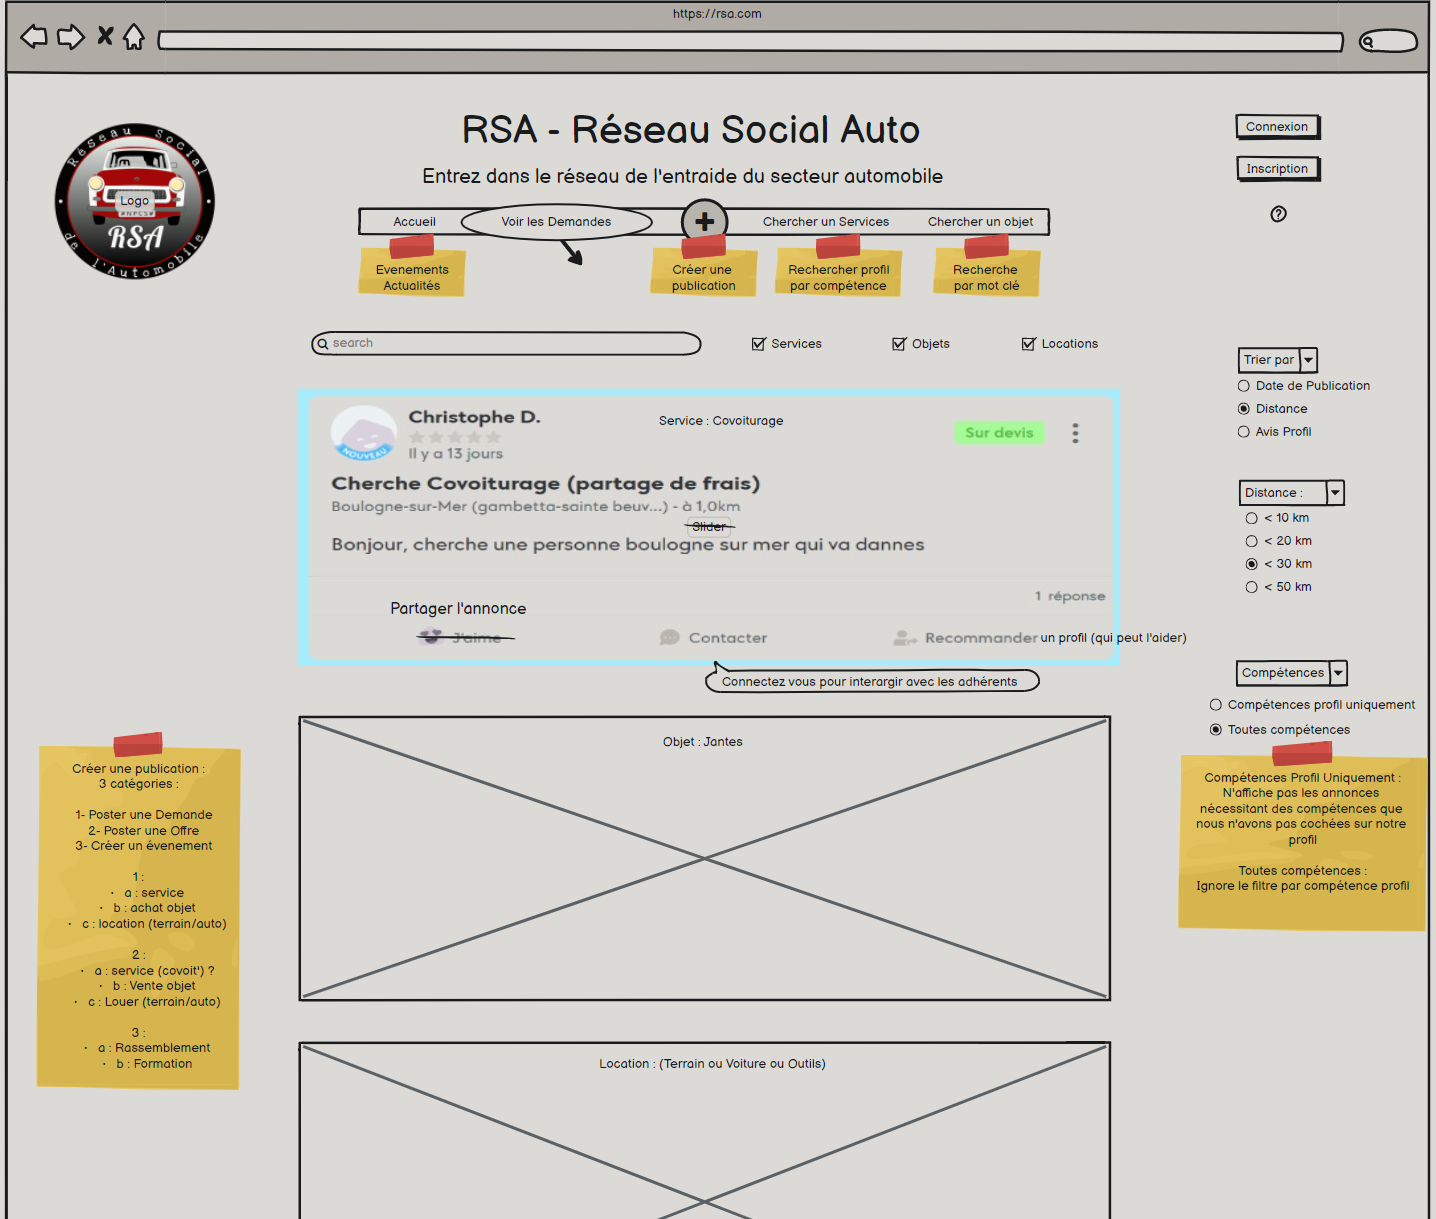 https://rsa.com
Réseau Social
Logo
#NPCS#
RSA
de l'Automobile
RSA - Réseau Social Auto
Entrez dans le réseau de l'entraide du secteur automobile
Connexion
Inscription
?
Accueil
Voir les Demandes
+
Chercher un Services
Chercher un objet
Evenements
Actualités
Créer une
publication
Rechercher profil
par compétence
Recherche
par mot clé
search
Services
Objets
Locations
Trier par
Date de Publication
Distance
Avis Profil
Distance :
< 10 km
< 20 km
< 30 km
< 50 km
Compétences
Compétences profil uniquement
Toutes compétences
Compétences Profil Uniquement :
N'affiche pas les annonces
nécessitant des compétences que
nous n'avons pas cochées sur notre
profil
Toutes compétences :
Ignore le filtre par compétence profil
NOUVEAU
Christophe D.
Il y a 13 jours
Service : Covoiturage
Sur devis
Cherche Covoiturage (partage de frais)
Boulogne-sur-Mer (gambetta-sainte beuv...) - à 1,0km
Slider
Bonjour, cherche une personne boulogne sur mer qui va dannes
1 réponse
Partager l'annonce
J'aime
Contacter
Recommander un profil (qui peut l'aider)
Connectez vous pour interargir avec les adhérents
Objet : Jantes
Location : (Terrain ou Voiture ou Outils)
Créer une publication :
3 catégories :
1- Poster une Demande
2- Poster une Offre
3- Créer un évenement
1 :
· a : service
· b : achat objet
· c : location (terrain/auto)
2 :
· a : service (covoit') ?
· b : Vente objet
· c : Louer (terrain/auto)
3 :
· a : Rassemblement
· b : Formation